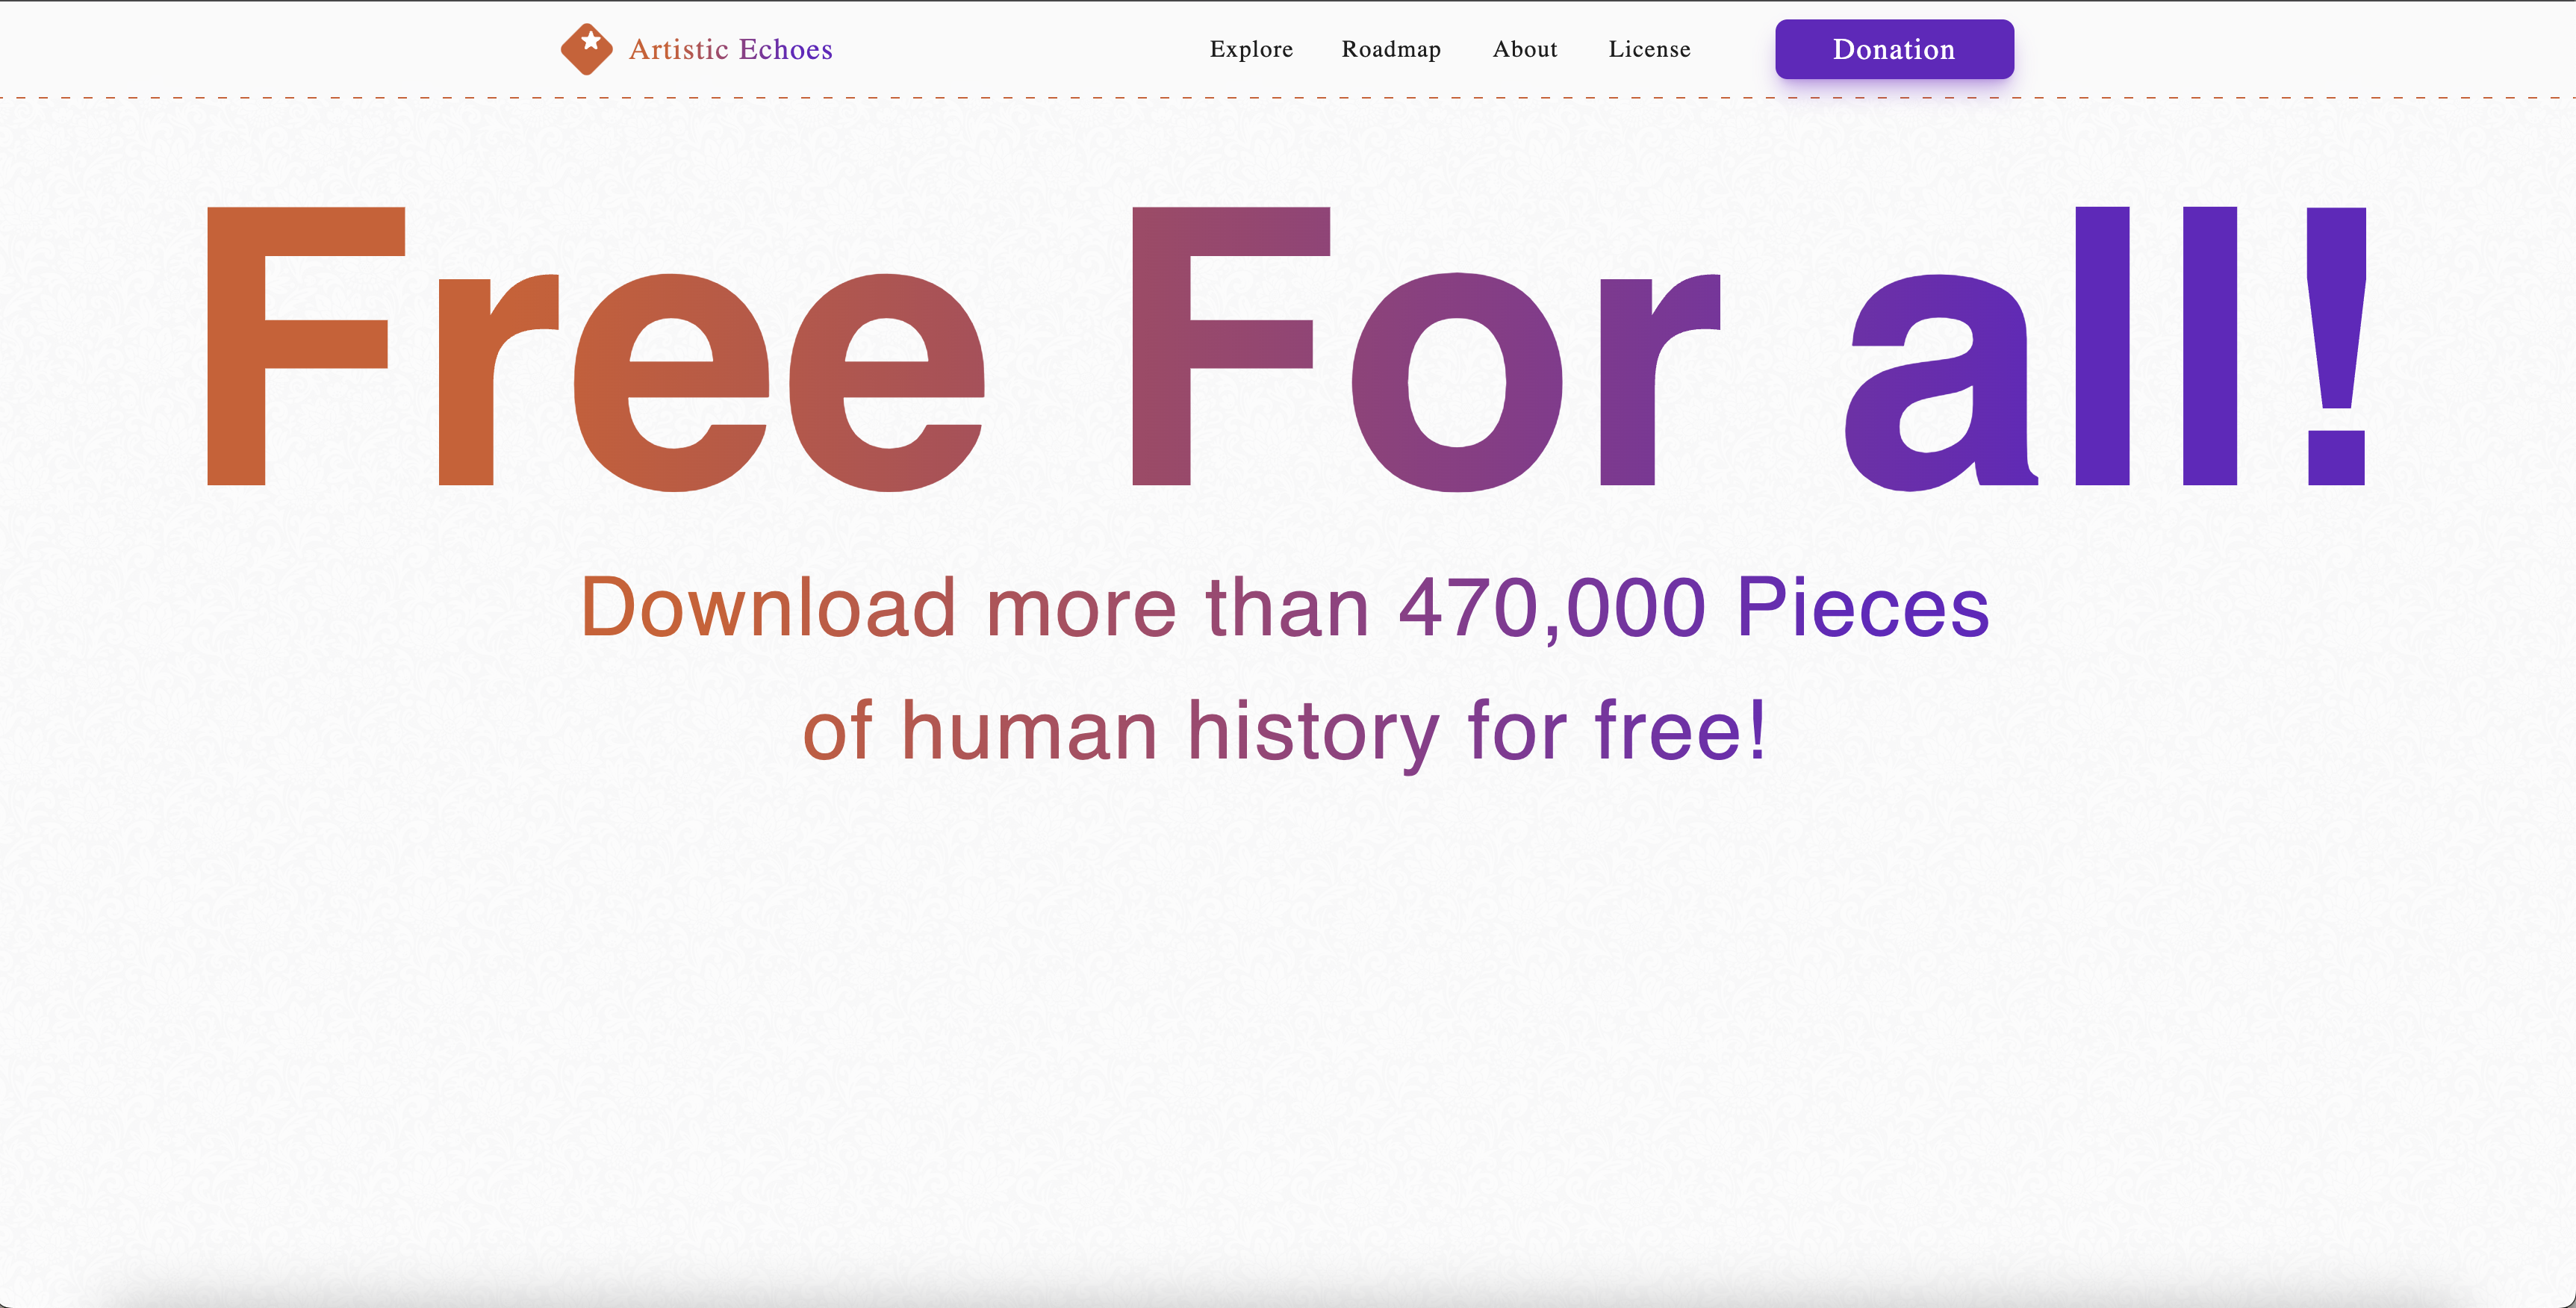 Artistic Echoes
Explore
Roadmap
About
License
Donation
Free For all!
Download more than 470,000 Pieces
of human history for free!